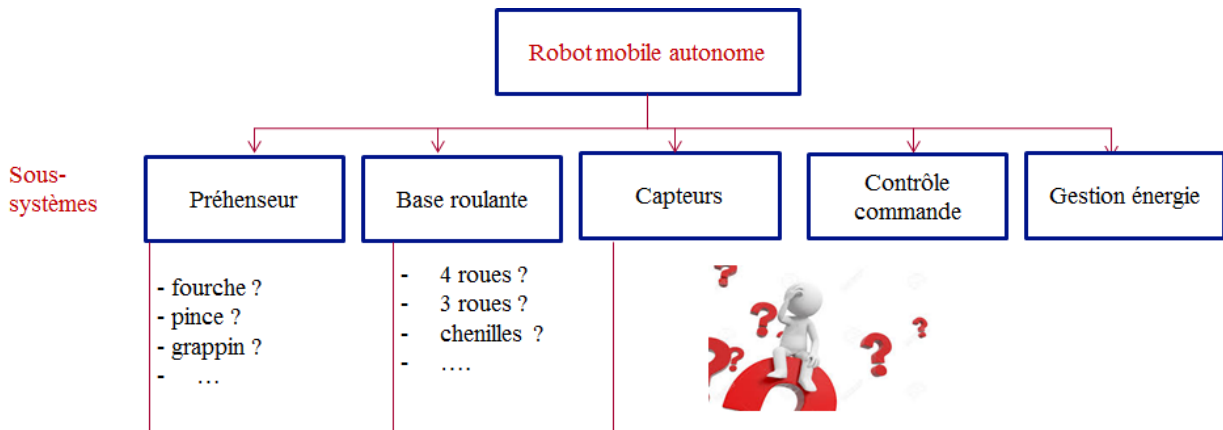 Robot mobile autonome
Sous-
systèmes
Préhenseur
Base roulante
Capteurs
Contrôle
commande
Gestion énergie
- fourche ?
- pince ?
- grappin ?
- …
- 4 roues ?
- 3 roues ?
- chenilles ?
- ….
? ? ? ? ? ?